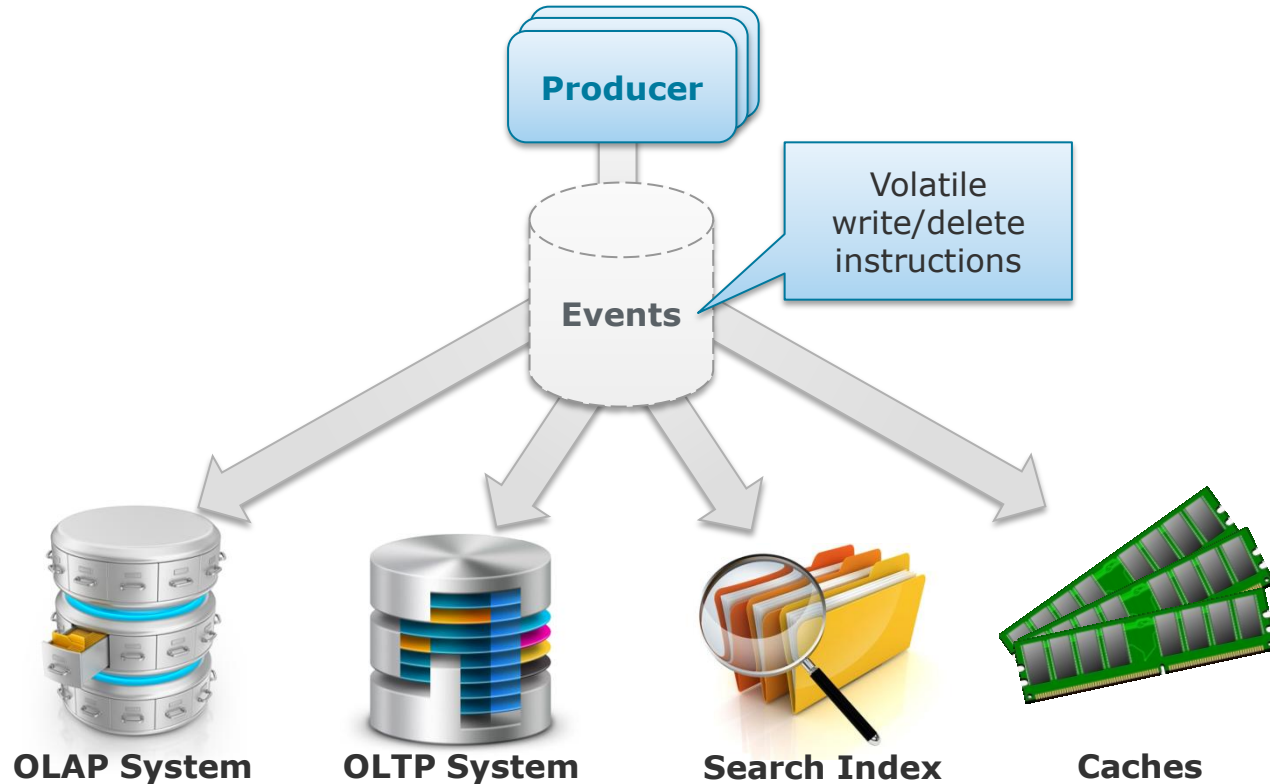 Producer
Volatile
write/delete
instructions
Events
OLAP System
OLTP System
Search Index
Caches